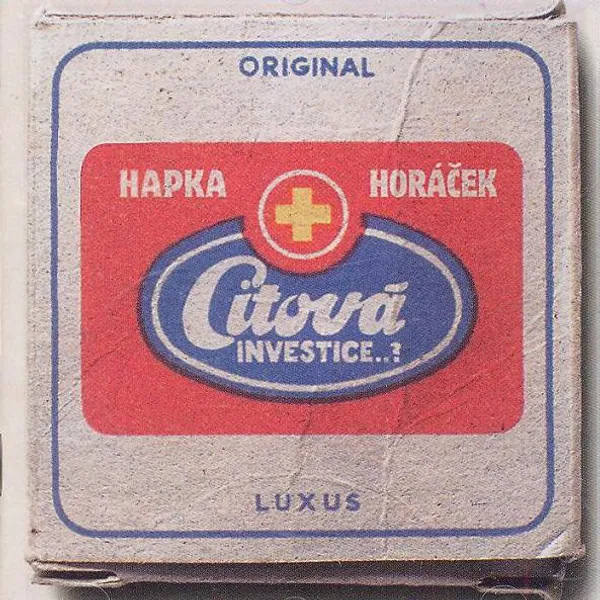 ORIGINAL
HAPKA HORÁČEK
Citová
INVESTICE..?
LUXUS